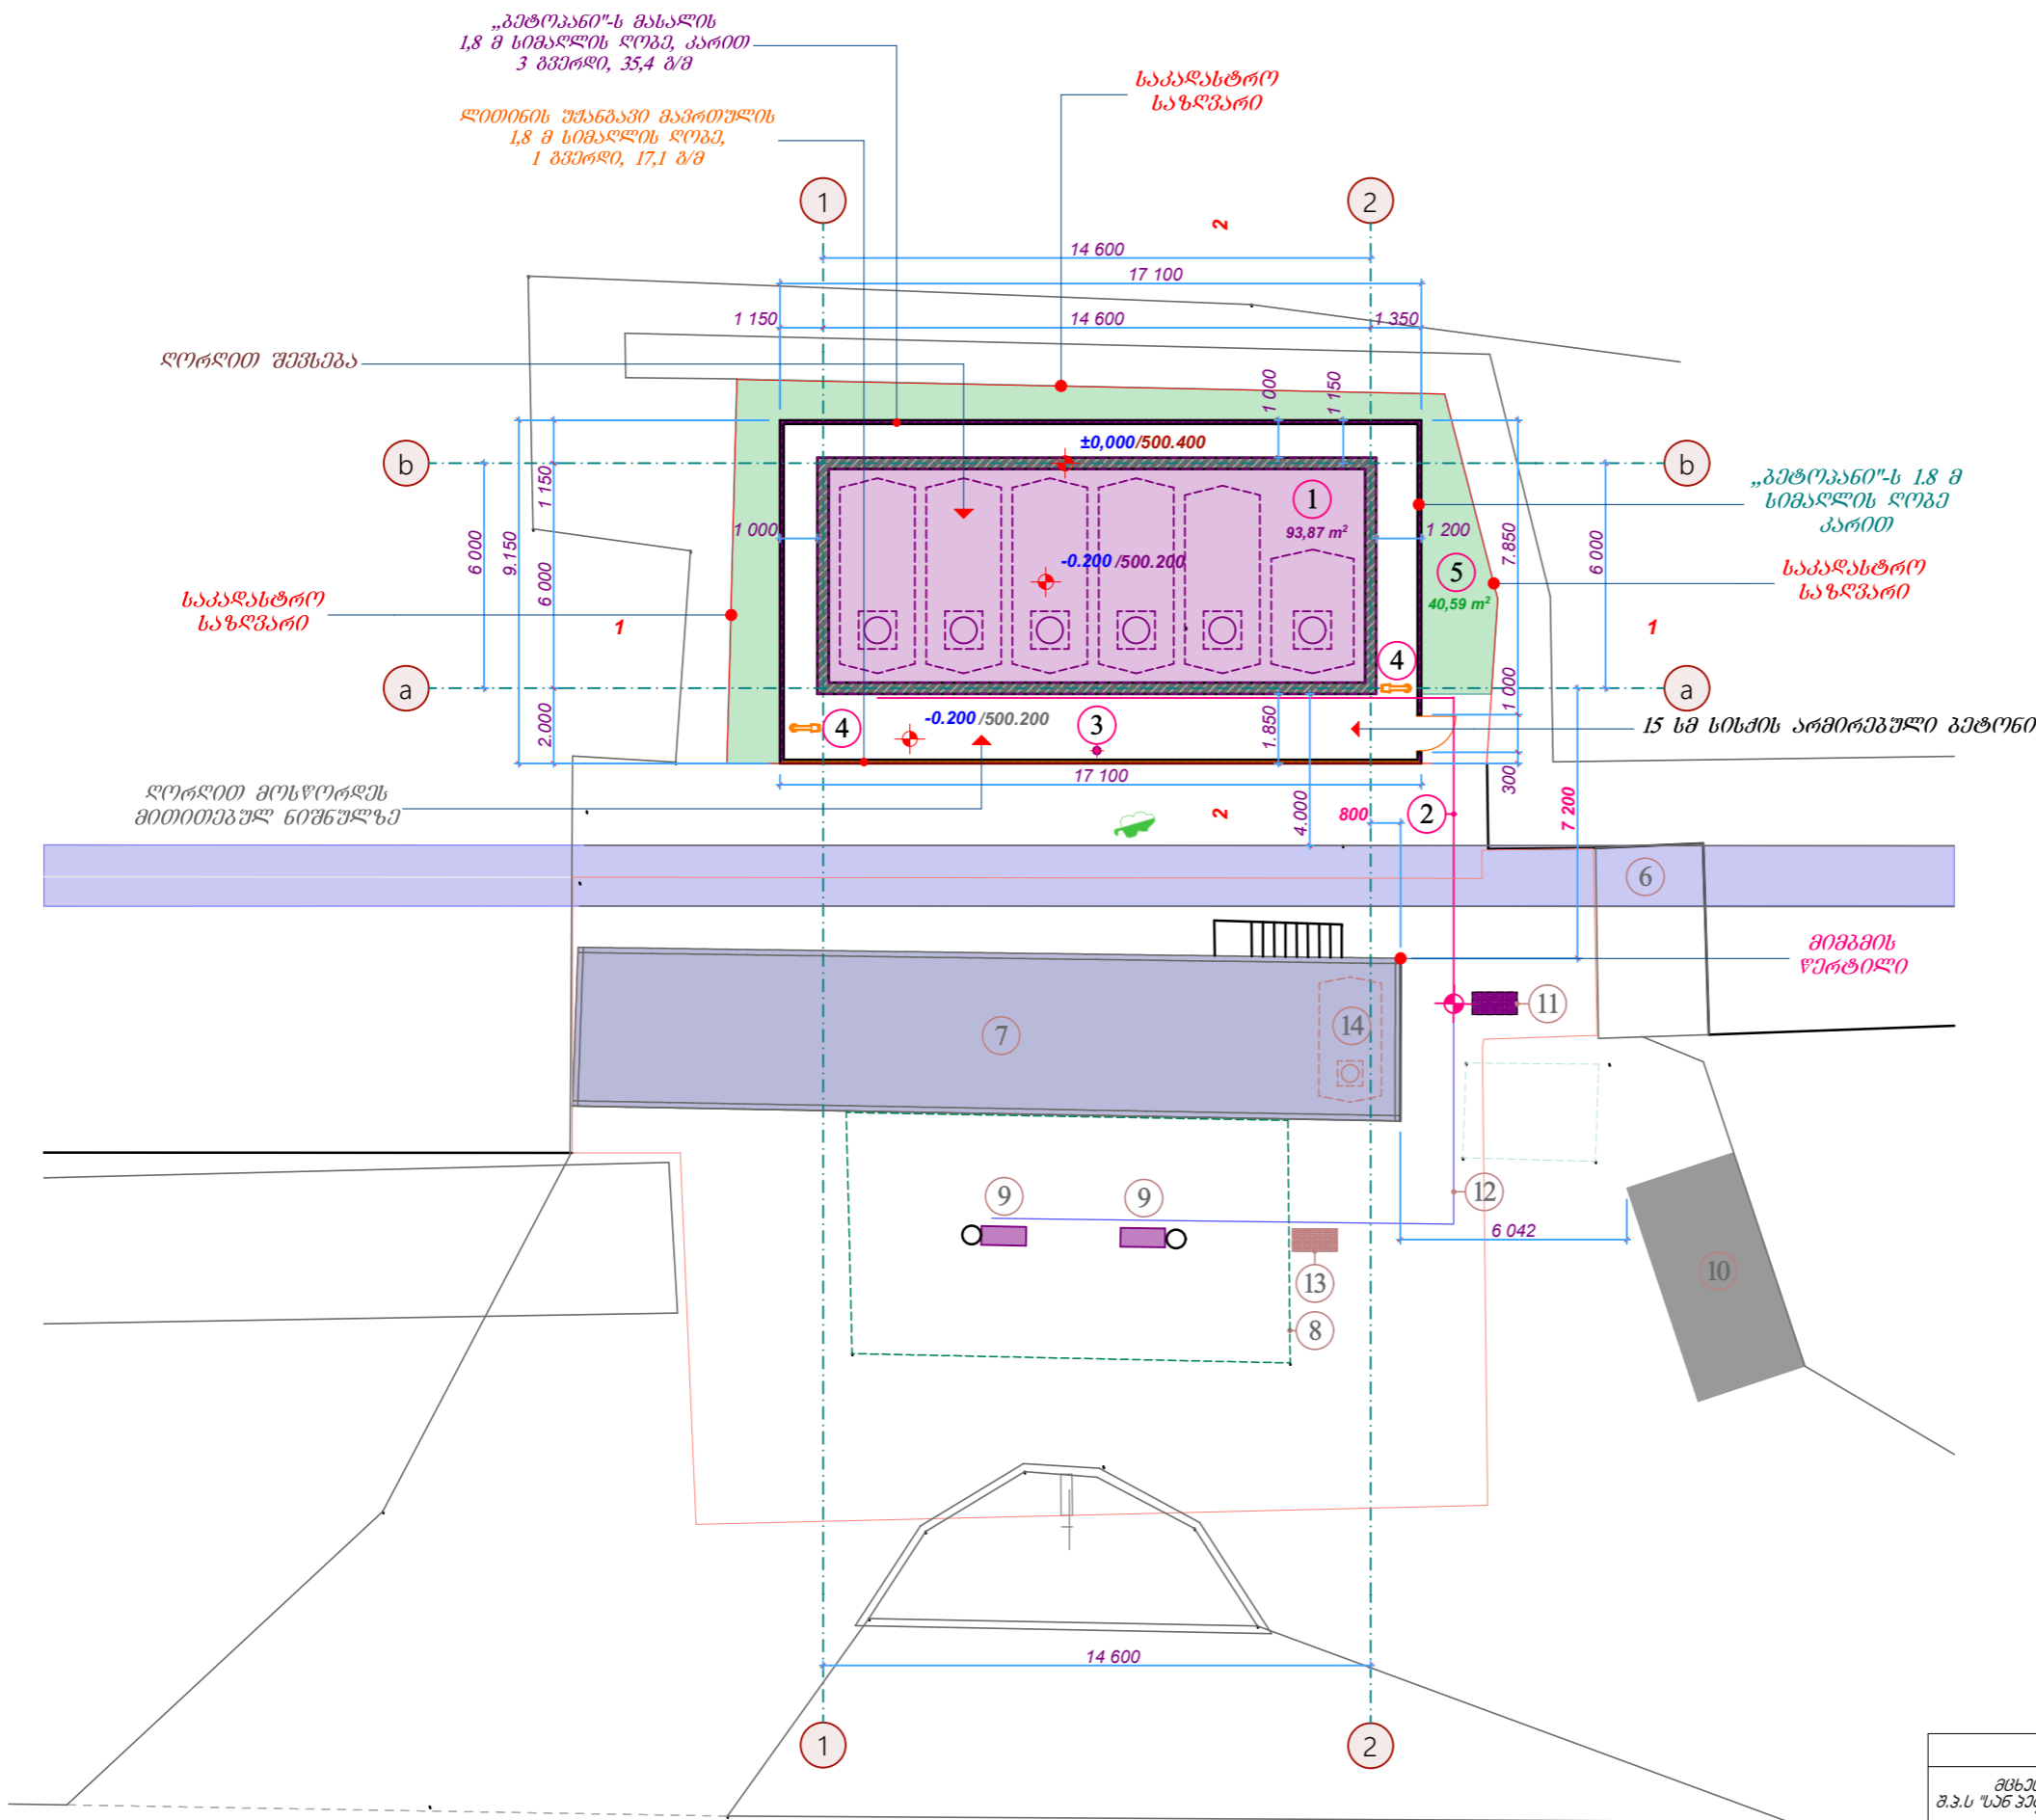 „ბეტოპანი"-ს მასალის
1,8 მ სიმაღლის ღობე, კარით
3 გვერდი, 35,4 გ/მ
ლითინის უჟანგავი მავრთულის
1,8 მ სიმაღლის ღობე,
1 გვერდი, 17,1 გ/მ
საკადასტრო
საზღვარი
1
2
2
14 600
17 100
1 150
14 600
1 350
ღორღით შევსება
1 000
1 150
±0,000/500.400
b
b
„ბეტოპანი"-ს 1.8 მ
სიმაღლის ღობე
კარით
1
93,87 m²
1 000
1 200
-0.200 /500.200
6 000
9.150
1 150
6 000
2.000
7.850
6 000
5
40,59 m²
საკადასტრო
საზღვარი
საკადასტრო
საზღვარი
1
1
4
a
a
1 000
4
-0.200 /500.200
3
1.850
15 სმ სისქის არმირებული ბეტონი
17 100
300
ღორღით მოსწორდეს
მითითებულ ნიშნულზე
2
4.000
800
2
7 200
6
მიმბმის
წერტილი
11
7
14
9
9
12
6 042
13
10
8
14 600
1
2